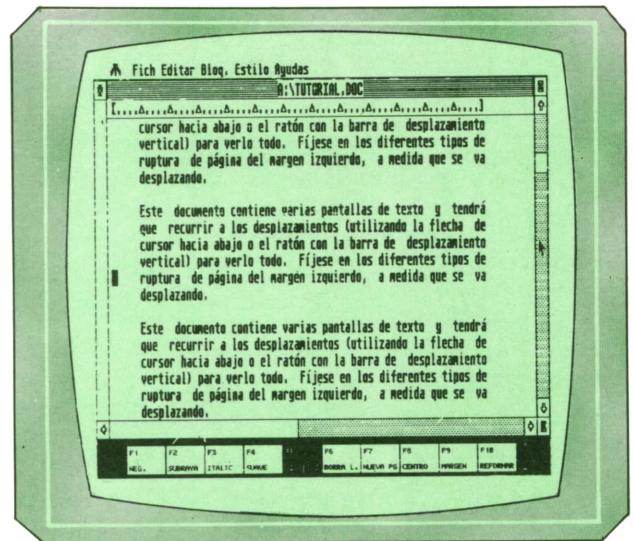 Fich Editar Bloq. Estilo Ayudas
A:\TUTORIAL.DOC
cursor hacia abajo o el ratón con la barra de desplazamiento
vertical) para verlo todo. Fíjese en los diferentes tipos de
ruptura de página del margen izquierdo, a medida que se va
desplazando.
Este documento contiene varias pantallas de texto y tendrá
que recurrir a los desplazamientos (utilizando la flecha de
cursor hacia abajo o el ratón con la barra de desplazamiento
vertical) para verlo todo. Fíjese en los diferentes tipos de
ruptura de página del margen izquierdo, a medida que se va
desplazando.
Este documento contiene varias pantallas de texto y tendrá
que recurrir a los desplazamientos (utilizando la flecha de
cursor hacia abajo o el ratón con la barra de desplazamiento
vertical) para verlo todo. Fíjese en los diferentes tipos de
ruptura de página del margen izquierdo, a medida que se va
desplazando.
F1 F2 F3 F4 F6 F7 F8 F9 F10
NEG. SUBRAYA ITALIC SUAVE BORRA L. NUEVA PG CENTRO MARGEN REFORMAR